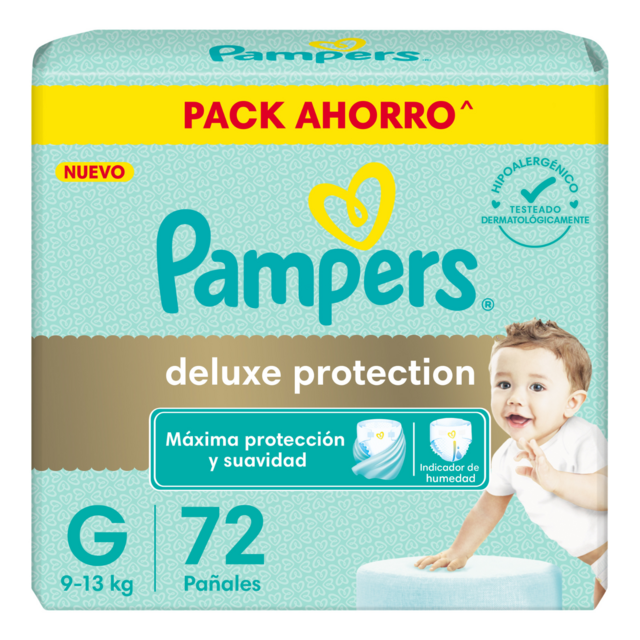 Pampers
PACK AHORRO^
NUEVO
HIPOALERGÉNICO
TESTEADO
DERMATOLÓGICAMENTE
Pampers®
deluxe protection
Máxima protección
y suavidad
Indicador de
humedad
G
9-13 kg
72
Pañales